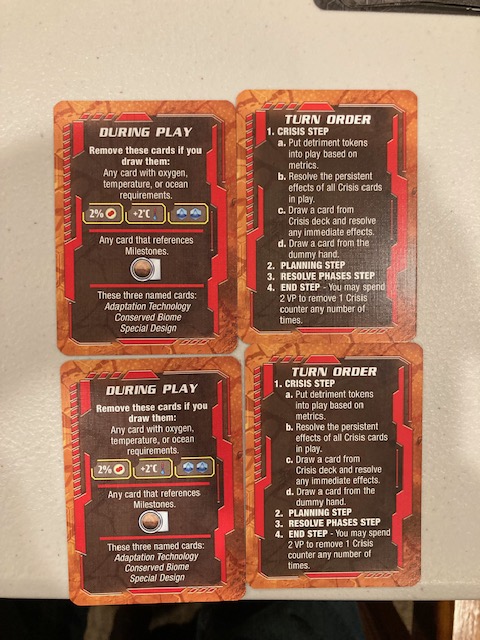 DURING PLAY
Remove these cards if you
draw them:
Any card with oxygen,
temperature, or ocean
requirements.
2% +2°C
Any card that references
Milestones.
These three named cards:
Adaptation Technology
Conserved Biome
Special Design
TURN ORDER
1. CRISIS STEP
a. Put detriment tokens
into play based on
metrics.
b. Resolve the persistent
effects of all Crisis cards
in play.
c. Draw a card from
Crisis deck and resolve
any immediate effects.
d. Draw a card from the
dummy hand.
2. PLANNING STEP
3. RESOLVE PHASES STEP
4. END STEP - You may spend
2 VP to remove 1 Crisis
counter any number of
times.
DURING PLAY
Remove these cards if you
draw them:
Any card with oxygen,
temperature, or ocean
requirements.
2% +2°C
Any card that references
Milestones.
These three named cards:
Adaptation Technology
Conserved Biome
Special Design
TURN ORDER
1. CRISIS STEP
a. Put detriment tokens
into play based on
metrics.
b. Resolve the persistent
effects of all Crisis cards
in play.
c. Draw a card from
Crisis deck and resolve
any immediate effects.
d. Draw a card from the
dummy hand.
2. PLANNING STEP
3. RESOLVE PHASES STEP
4. END STEP - You may spend
2 VP to remove 1 Crisis
counter any number of
times.